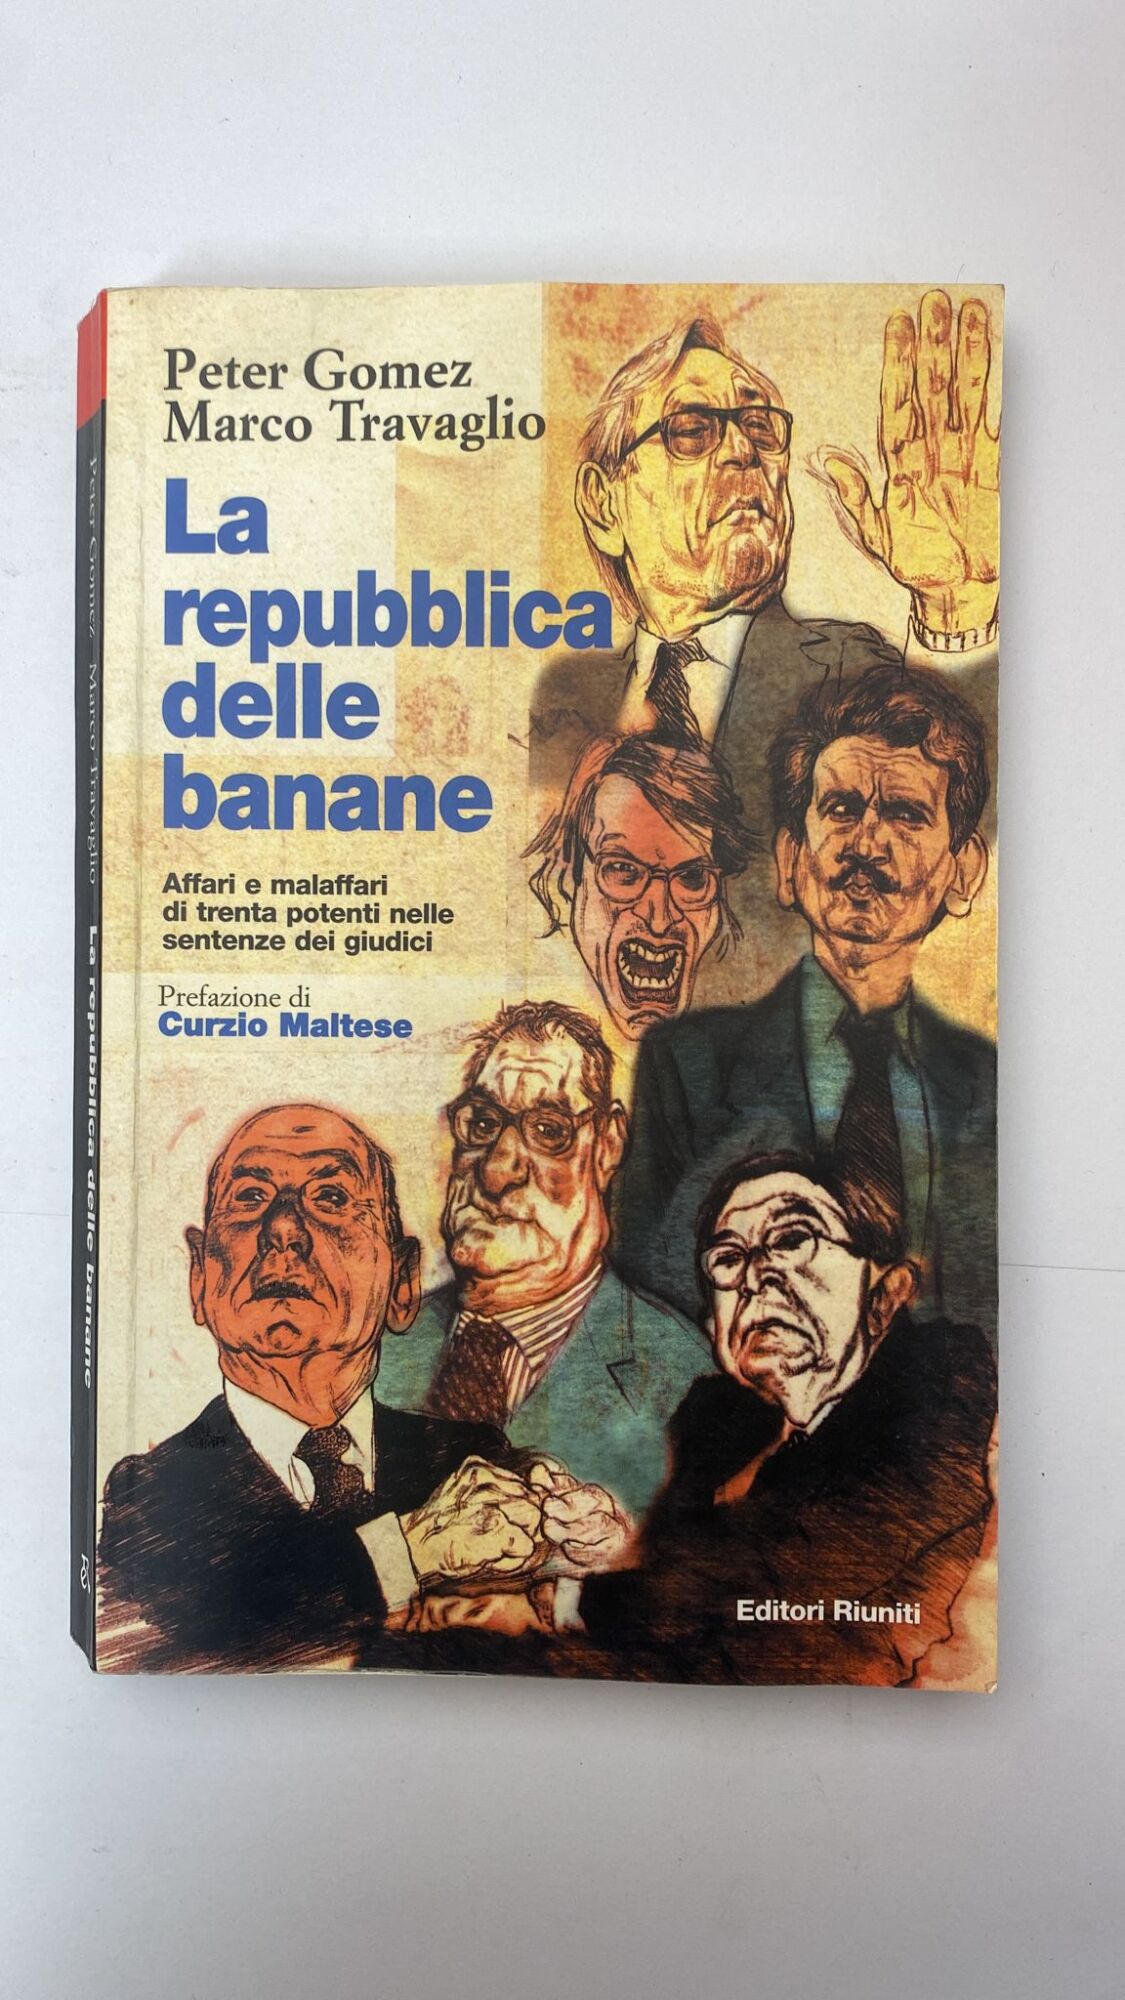 Peter Gomez
Marco Travaglio
La
repubblica
delle
banane
Affari e malaffari
di trenta potenti nelle
sentenze dei giudici
Prefazione di
Curzio Maltese
Editori Riuniti
Peter Gomez Marco Travaglio La repubblica delle banane